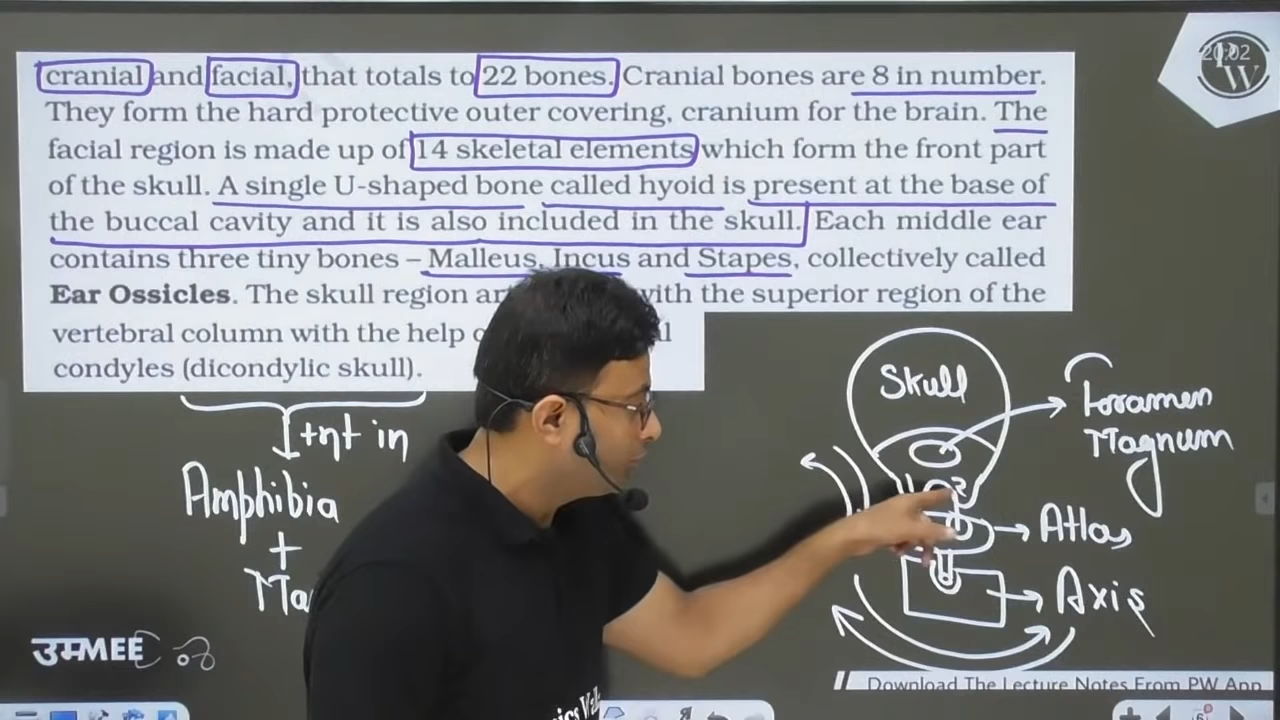 cranial and facial, that totals to 22 bones. Cranial bones are 8 in number.
They form the hard protective outer covering, cranium for the brain. The
facial region is made up of 14 skeletal elements which form the front part
of the skull. A single U-shaped bone called hyoid is present at the base of
the buccal cavity and it is also included in the skull. Each middle ear
contains three tiny bones – Malleus, Incus and Stapes, collectively called
Ear Ossicles. The skull region with the superior region of the
vertebral column with the help
condyles (dicondylic skull).
in
Amphibia
+
Skull
Foramen
Magnum
Atlas
Axis
उम्MEE
20:02
PW
Download The Lecture Notes From PW App